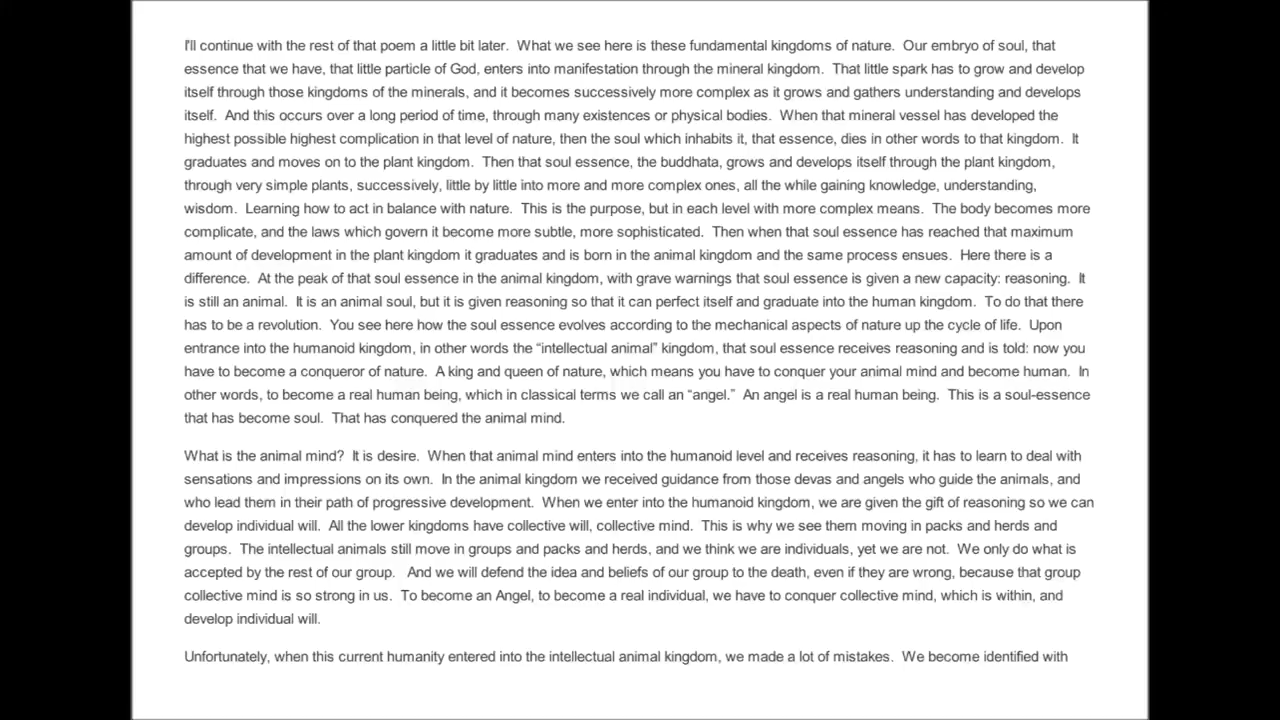 I'll continue with the rest of that poem a little bit later.  What we see here is these fundamental kingdoms of nature.  Our embryo of soul, that
essence that we have, that little particle of God, enters into manifestation through the mineral kingdom.  That little spark has to grow and develop
itself through those kingdoms of the minerals, and it becomes successively more complex as it grows and gathers understanding and develops
itself.  And this occurs over a long period of time, through many existences or physical bodies.  When that mineral vessel has developed the
highest possible highest complication in that level of nature, then the soul which inhabits it, that essence, dies in other words to that kingdom.  It
graduates and moves on to the plant kingdom.  Then that soul essence, the buddhata, grows and develops itself through the plant kingdom,
through very simple plants, successively, little by little into more and more complex ones, all the while gaining knowledge, understanding,
wisdom.  Learning how to act in balance with nature.  This is the purpose, but in each level with more complex means.  The body becomes more
complicate, and the laws which govern it become more subtle, more sophisticated.  Then when that soul essence has reached that maximum
amount of development in the plant kingdom it graduates and is born in the animal kingdom and the same process ensues.  Here there is a
difference.  At the peak of that soul essence in the animal kingdom, with grave warnings that soul essence is given a new capacity: reasoning.  It
is still an animal.  It is an animal soul, but it is given reasoning so that it can perfect itself and graduate into the human kingdom.  To do that there
has to be a revolution.  You see here how the soul essence evolves according to the mechanical aspects of nature up the cycle of life.  Upon
entrance into the humanoid kingdom, in other words the “intellectual animal” kingdom, that soul essence receives reasoning and is told: now you
have to become a conqueror of nature.  A king and queen of nature, which means you have to conquer your animal mind and become human.  In
other words, to become a real human being, which in classical terms we call an “angel.”  An angel is a real human being.  This is a soul-essence
that has become soul.  That has conquered the animal mind.
What is the animal mind?  It is desire.  When that animal mind enters into the humanoid level and receives reasoning, it has to learn to deal with
sensations and impressions on its own.  In the animal kingdom we received guidance from those devas and angels who guide the animals, and
who lead them in their path of progressive development.  When we enter into the humanoid kingdom, we are given the gift of reasoning so we can
develop individual will.  All the lower kingdoms have collective will, collective mind.  This is why we see them moving in packs and herds and
groups.  The intellectual animals still move in groups and packs and herds, and we think we are individuals, yet we are not.  We only do what is
accepted by the rest of our group.   And we will defend the idea and beliefs of our group to the death, even if they are wrong, because that group
collective mind is so strong in us.  To become an Angel, to become a real individual, we have to conquer collective mind, which is within, and
develop individual will.
Unfortunately, when this current humanity entered into the intellectual animal kingdom, we made a lot of mistakes.  We become identified with